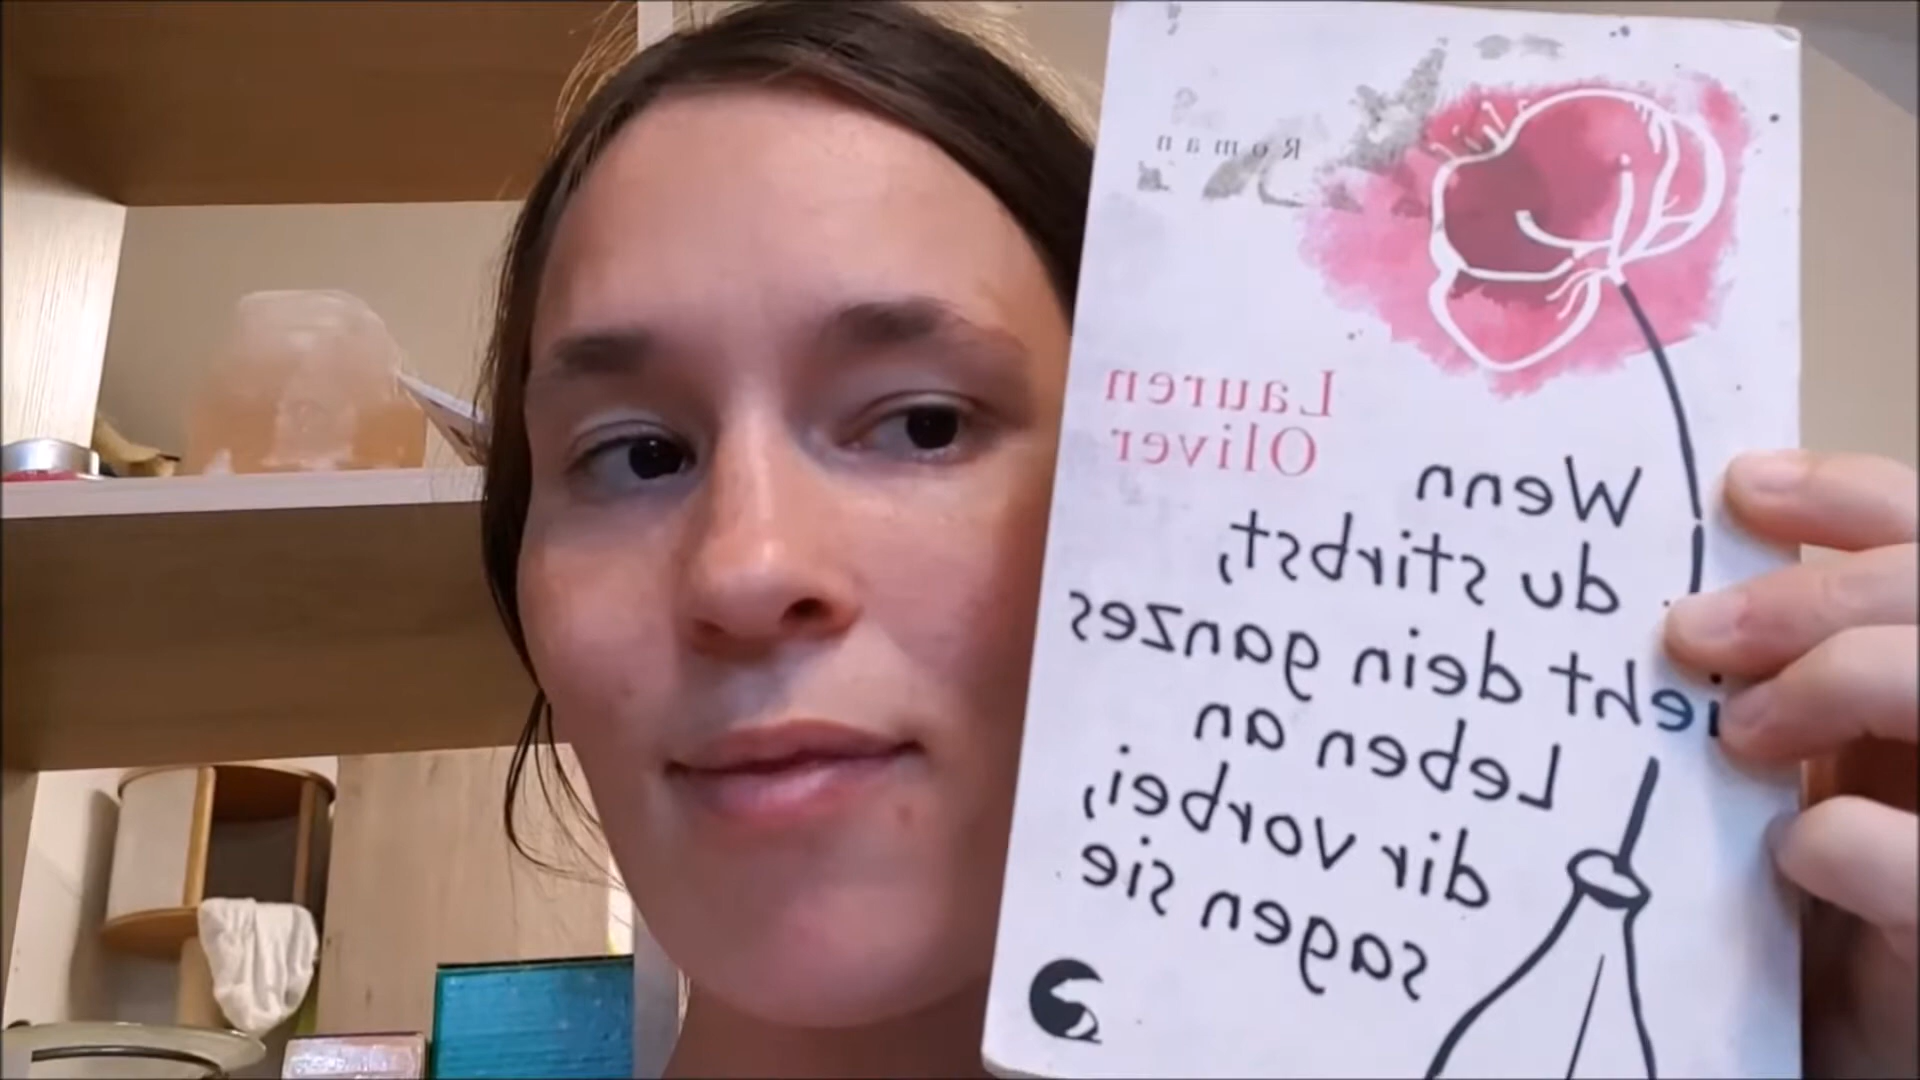 Roman
Lauren
Oliver
Wenn
du stirbst,
ieht dein ganzes
Leben an
dir vorbei,
sagen sie